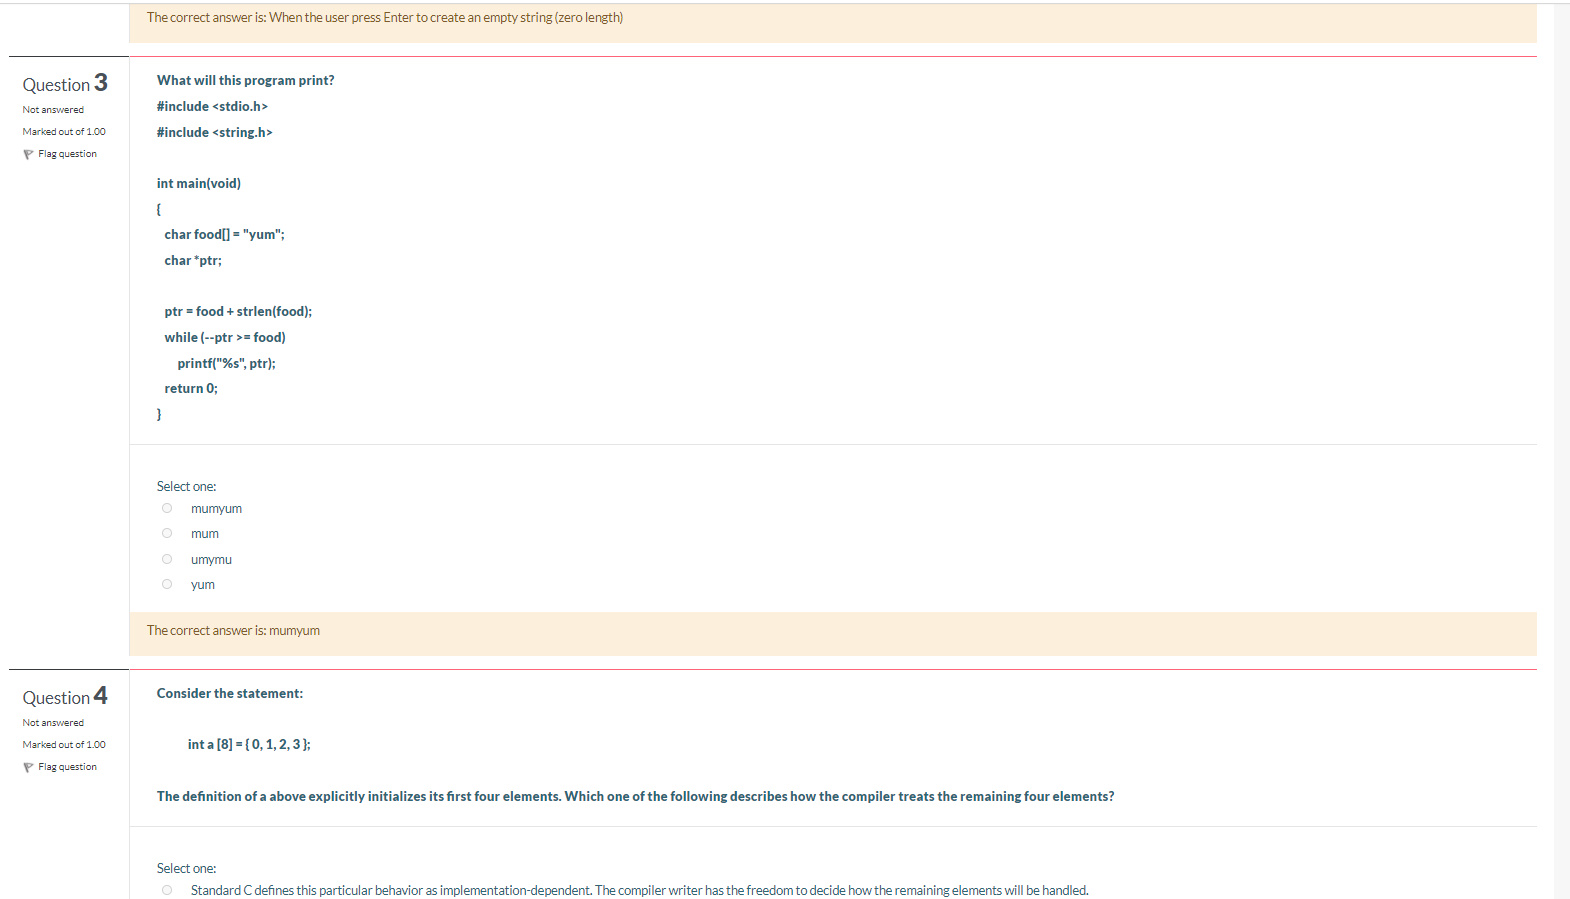 The correct answer is: When the user press Enter to create an empty string (zero length)
Question 3
Not answered
Marked out of 1.00
Flag question
What will this program print?
#include <stdio.h>
#include <string.h>
int main(void)
{
char food[] = "yum";
char *ptr;
ptr = food + strlen(food);
while (--ptr >= food)
printf("%s", ptr);
return 0;
}
Select one:
mumyum
mum
umymu
yum
The correct answer is: mumyum
Question 4
Not answered
Marked out of 1.00
Flag question
Consider the statement:
int a [8] = { 0, 1, 2, 3 };
The definition of a above explicitly initializes its first four elements. Which one of the following describes how the compiler treats the remaining four elements?
Select one:
Standard C defines this particular behavior as implementation-dependent. The compiler writer has the freedom to decide how the remaining elements will be handled.